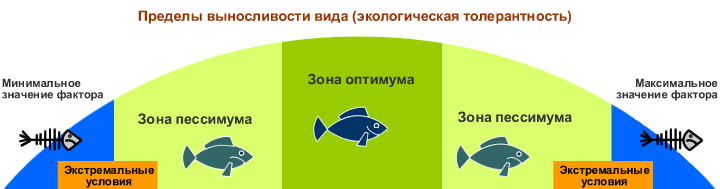 Пределы выносливости вида (экологическая толерантность)
Минимальное
значение фактора
Зона пессимума
Зона оптимума
Зона пессимума
Максимальное
значение фактора
Экстремальные
условия
Экстремальные
условия